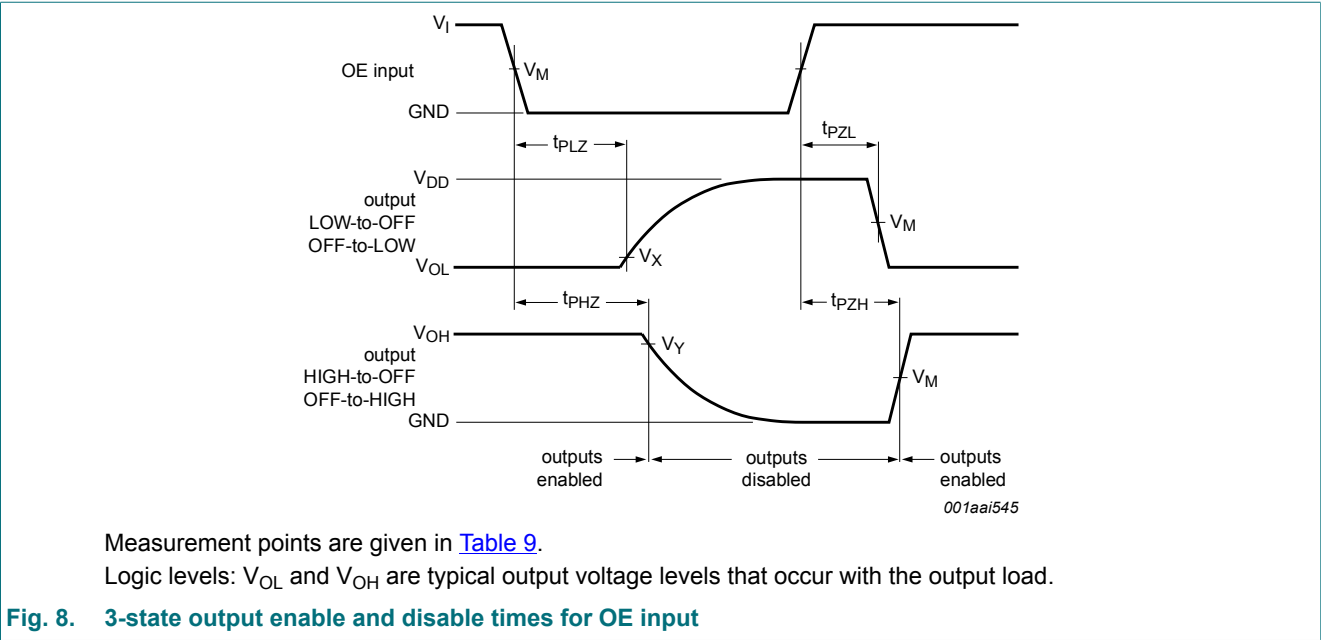 VI
OE input
VM
GND
tPLZ
tPZL
VDD
output
LOW-to-OFF
OFF-to-LOW
VM
VX
VOL
tPHZ
tPZH
VOH
output
HIGH-to-OFF
OFF-to-HIGH
VY
VM
GND
outputs
enabled
outputs
disabled
outputs
enabled
001aai545
Measurement points are given in Table 9.
Logic levels: VOL and VOH are typical output voltage levels that occur with the output load.
Fig. 8. 3-state output enable and disable times for OE input